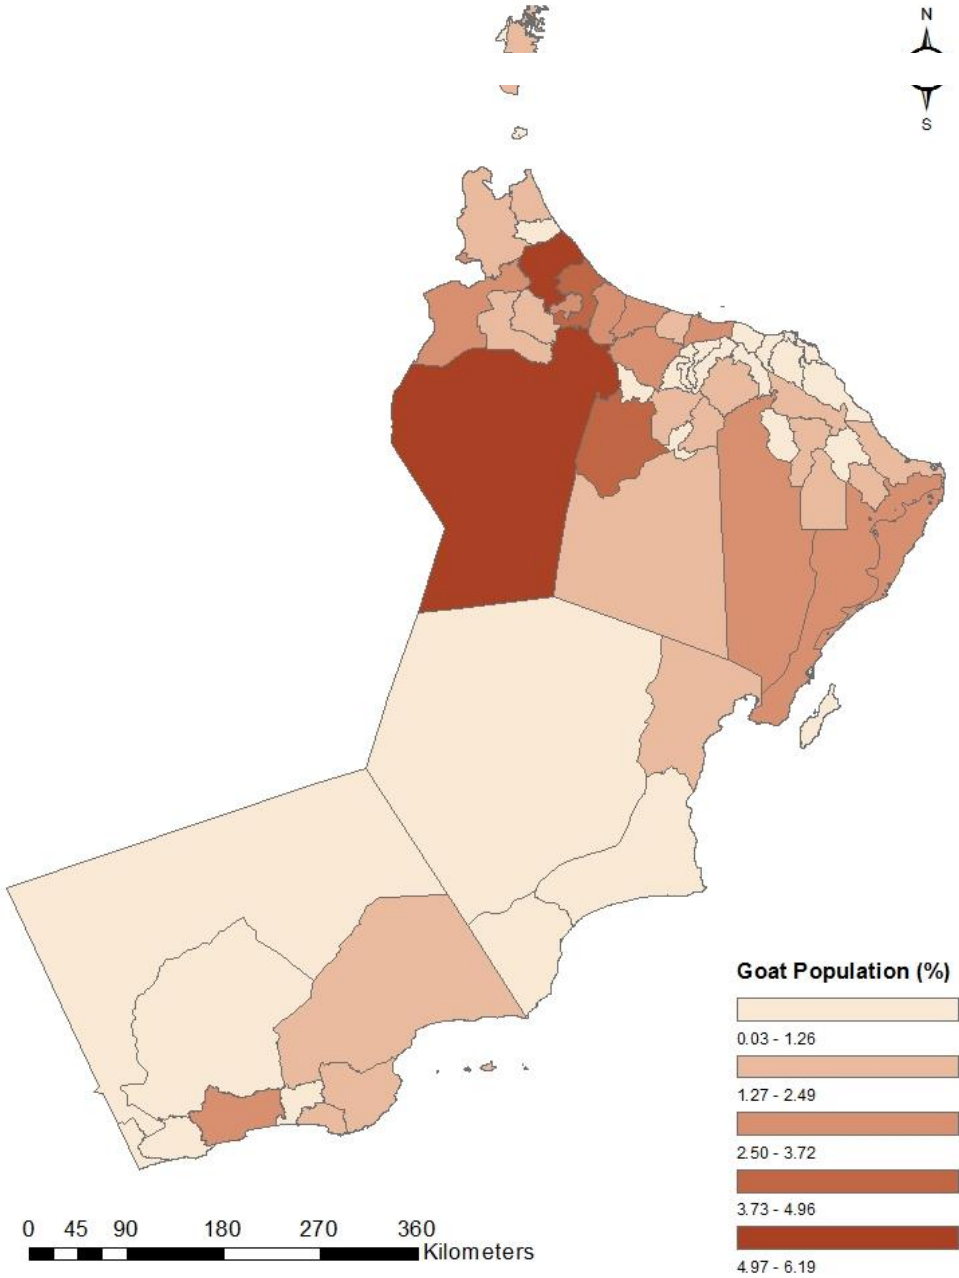 N
S
Goat Population (%)
0.03 - 1.26
1.27 - 2.49
2.50 - 3.72
3.73 - 4.96
4.97 - 6.19
0 45 90 180 270 360
Kilometers